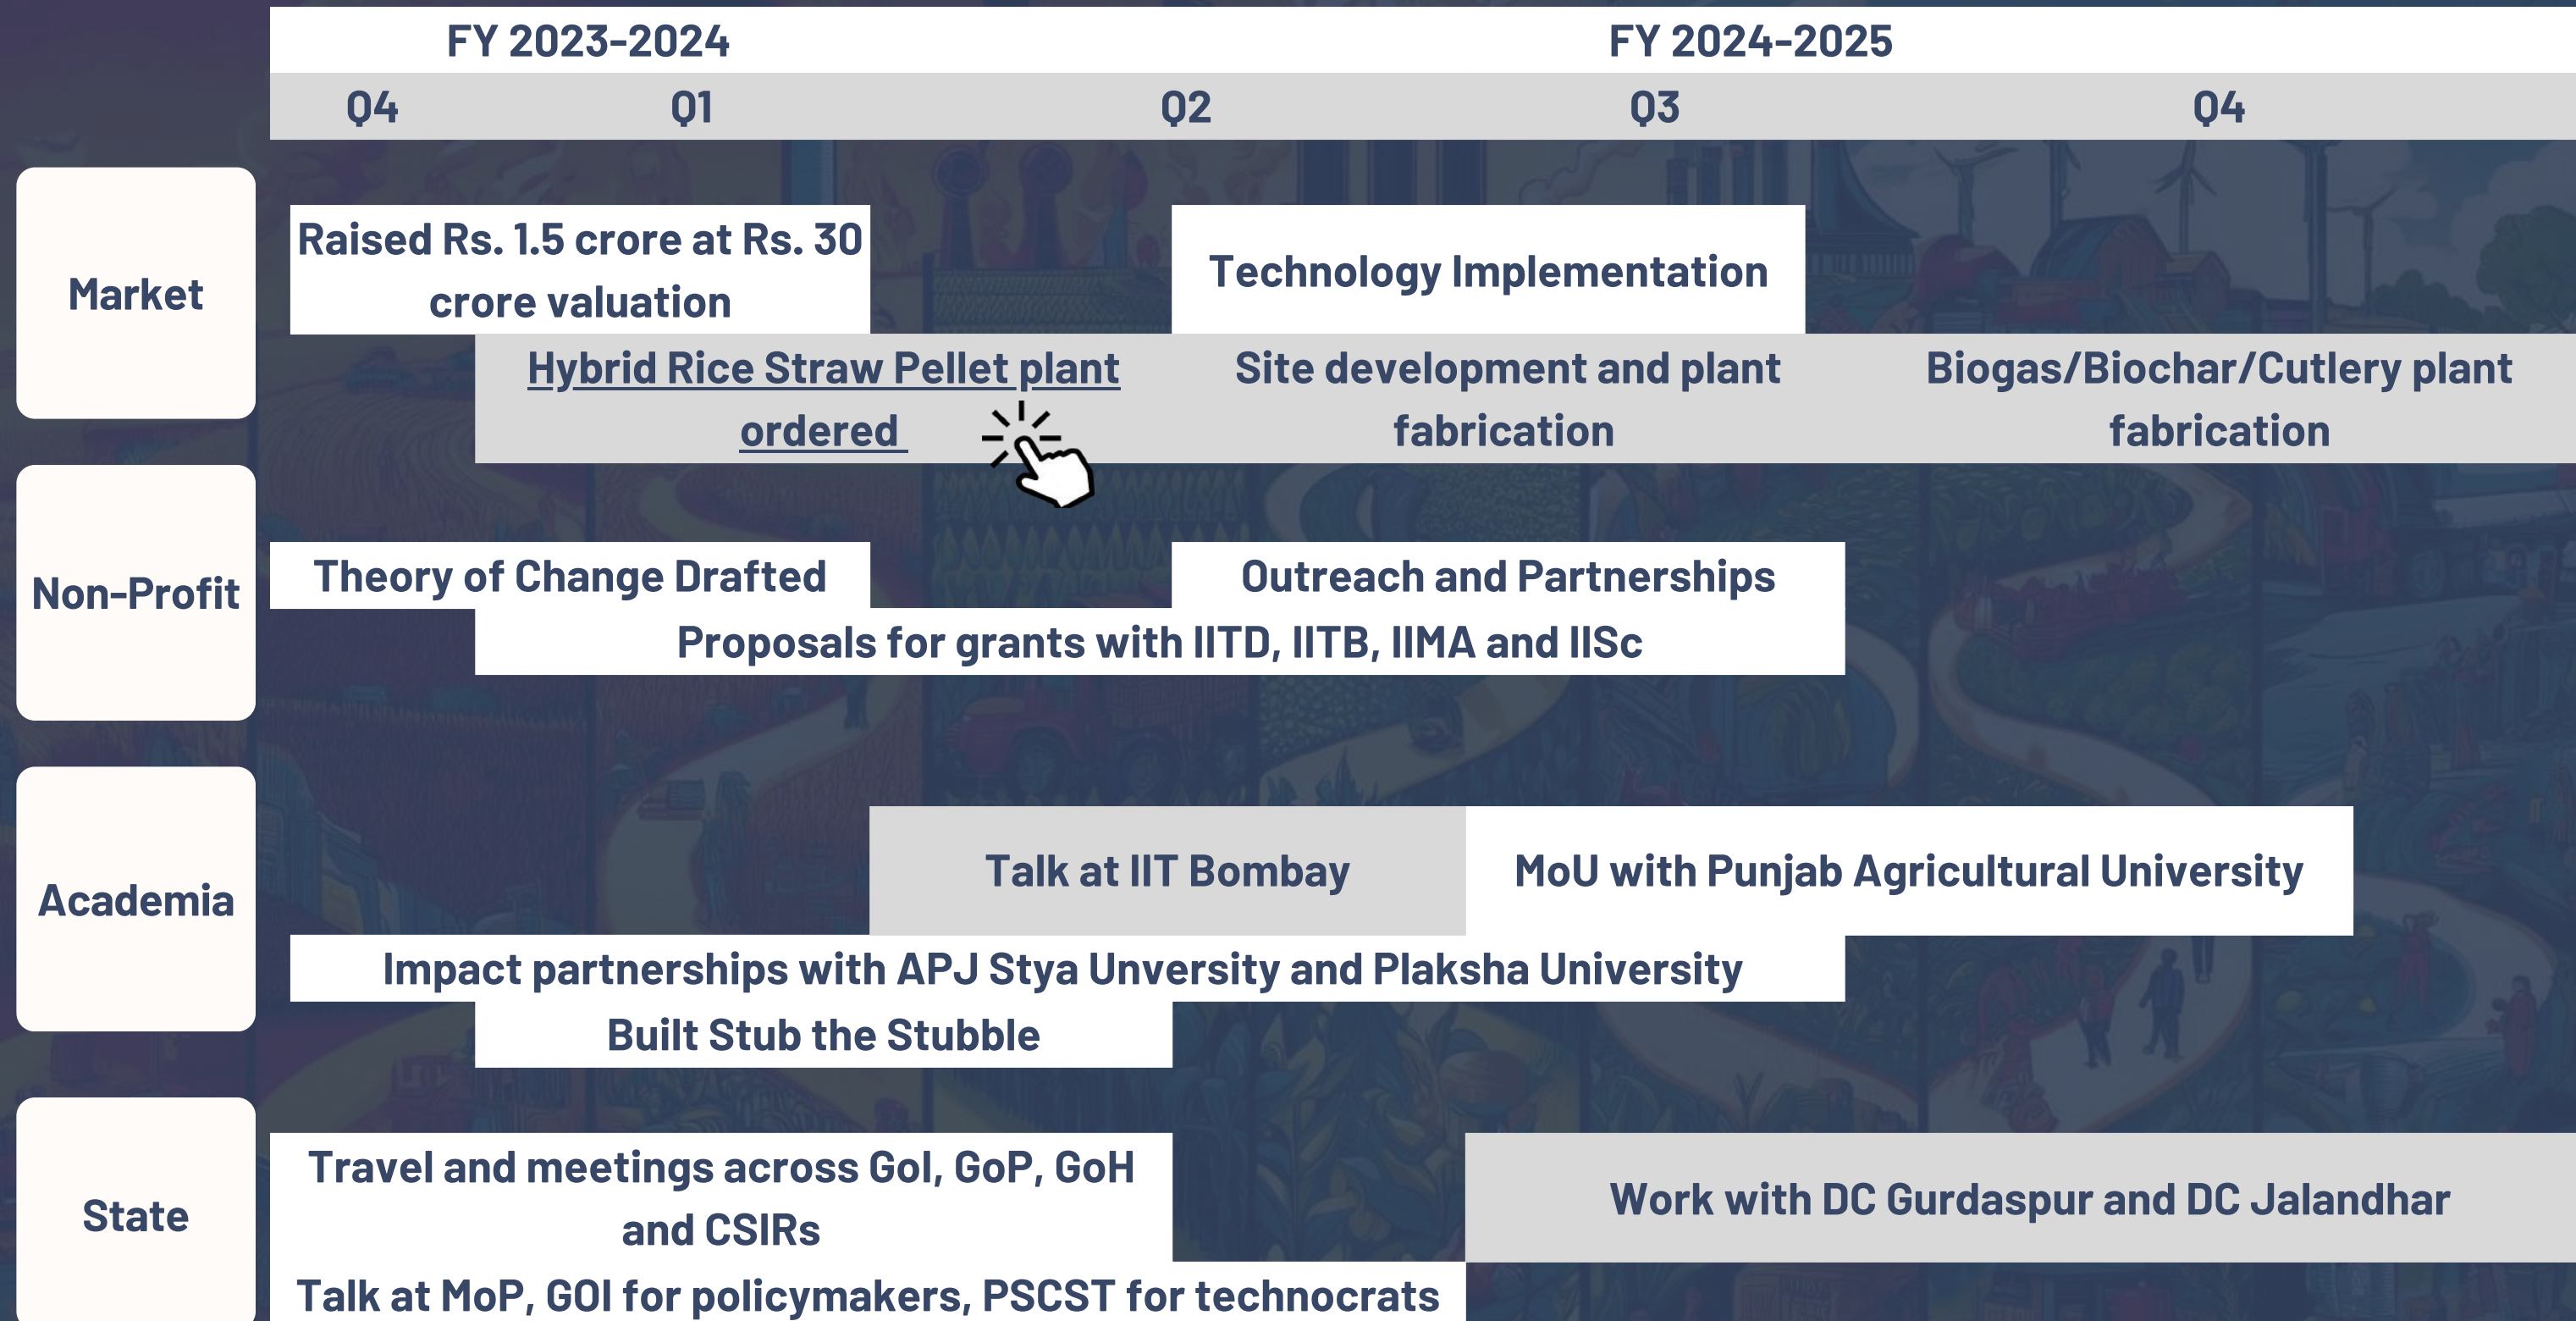 FY 2023-2024
FY 2024-2025
Q4
Q1
Q2
Q3
Q4
Market
Raised Rs. 1.5 crore at Rs. 30
crore valuation
Technology Implementation
Hybrid Rice Straw Pellet plant
ordered
Site development and plant
fabrication
Biogas/Biochar/Cutlery plant
fabrication
Non-Profit
Theory of Change Drafted
Outreach and Partnerships
Proposals for grants with IITD, IITB, IIMA and IISc
Academia
Talk at IIT Bombay
MoU with Punjab Agricultural University
Impact partnerships with APJ Stya Unversity and Plaksha University
Built Stub the Stubble
State
Travel and meetings across GoI, GoP, GoH
and CSIRs
Work with DC Gurdaspur and DC Jalandhar
Talk at MoP, GOI for policymakers, PSCST for technocrats